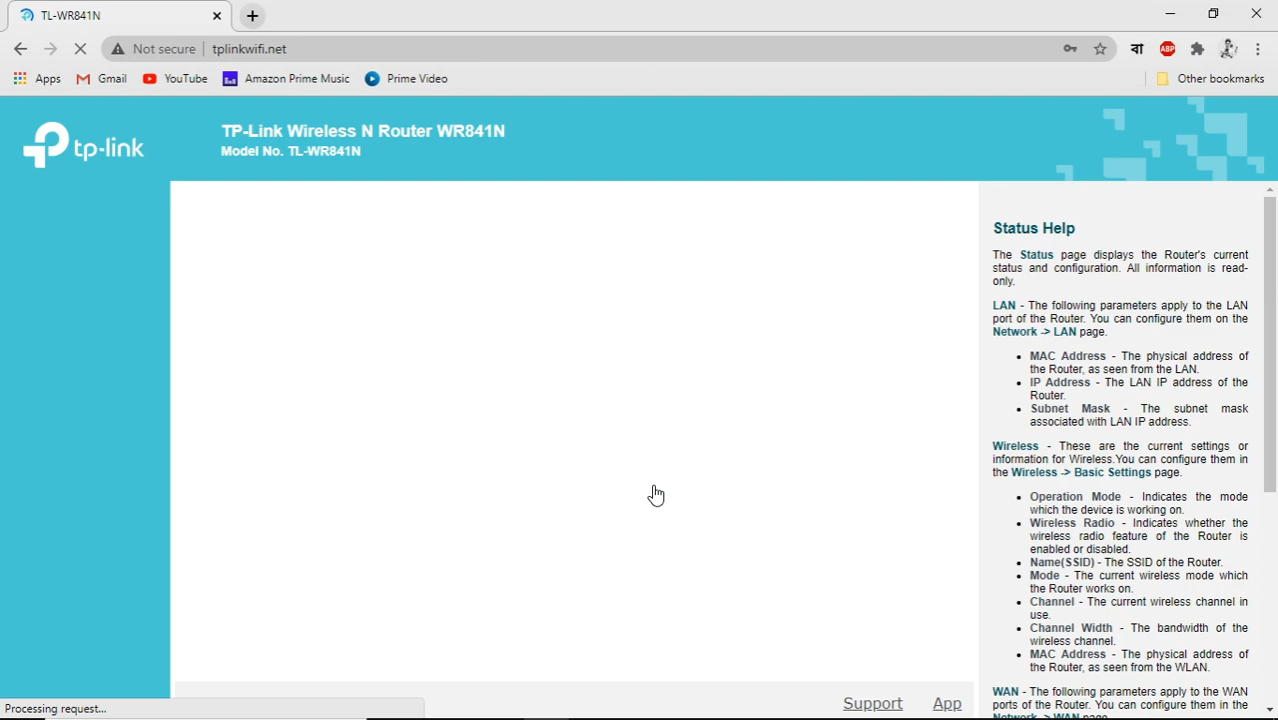 TL-WR841N
Not secure tplinkwifi.net বা ABP
Apps Gmail YouTube Amazon Prime Music Prime Video Other bookmarks
tp-link
TP-Link Wireless N Router WR841N
Model No. TL-WR841N
Status Help
The Status page displays the Router's current
status and configuration. All information is read-
only.
LAN - The following parameters apply to the LAN
port of the Router. You can configure them on the
Network -> LAN page.
• MAC Address - The physical address of
the Router, as seen from the LAN.
• IP Address - The LAN IP address of the
Router.
• Subnet Mask - The subnet mask
associated with LAN IP address.
Wireless - These are the current settings or
information for Wireless.You can configure them in
the Wireless -> Basic Settings page.
• Operation Mode - Indicates the mode
which the device is working on.
• Wireless Radio - Indicates whether the
wireless radio feature of the Router is
enabled or disabled.
• Name(SSID) - The SSID of the Router.
• Mode - The current wireless mode which
the Router works on.
• Channel - The current wireless channel in
use.
• Channel Width - The bandwidth of the
wireless channel.
• MAC Address - The physical address of
the Router, as seen from the WLAN.
WAN - The following parameters apply to the WAN
ports of the Router. You can configure them in the
Network -> WAN page.
Support App
Processing request...